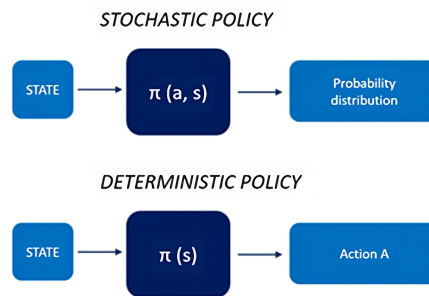 STOCHASTIC POLICY
STATE
π (a, s)
Probability
distribution
DETERMINISTIC POLICY
STATE
π (s)
Action A